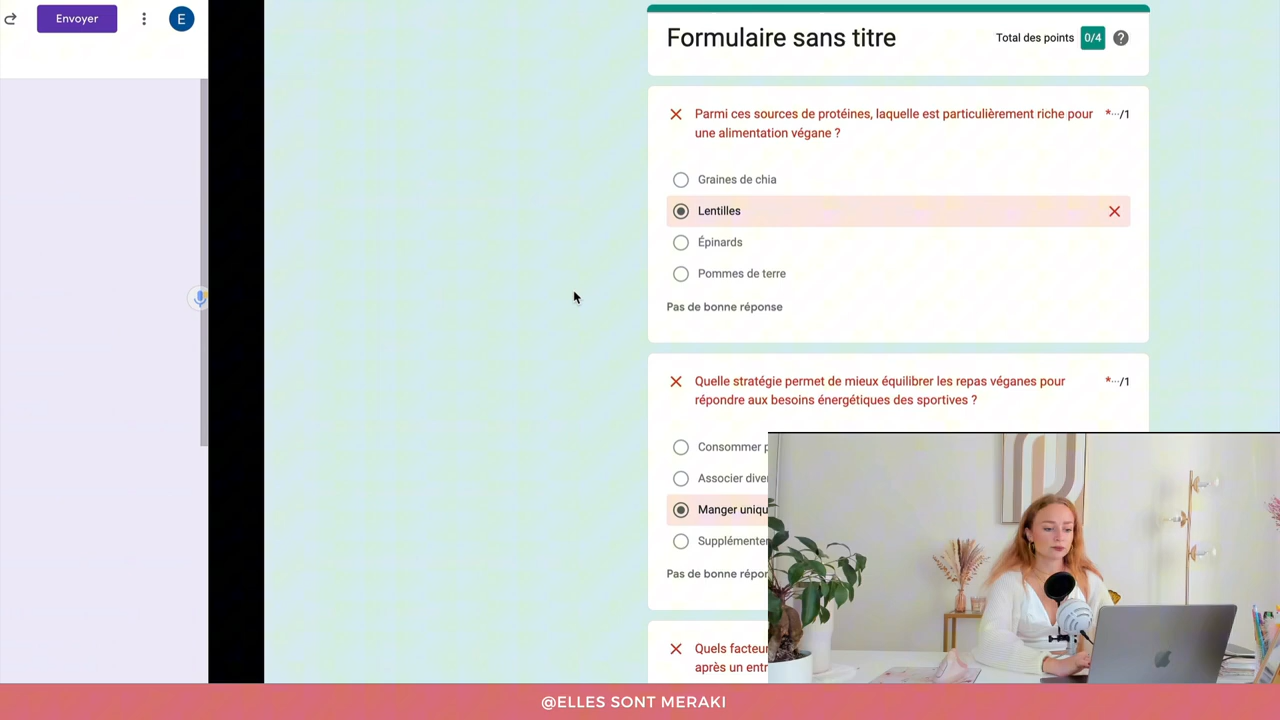 Envoyer
E
Formulaire sans titre
Total des points 0/4 ?
Parmi ces sources de protéines, laquelle est particulièrement riche pour
une alimentation végane ?
*···/1
Graines de chia
Lentilles
Épinards
Pommes de terre
Pas de bonne réponse
Quelle stratégie permet de mieux équilibrer les repas véganes pour
répondre aux besoins énergétiques des sportives ?
*···/1
Consommer
Associer
Manger
Pas de bonne
Quels
après un
@ELLES SONT MERAKI